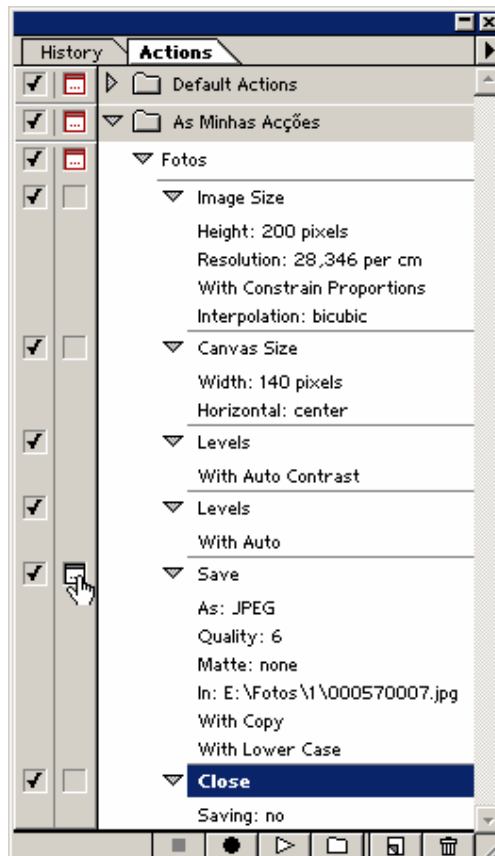 History Actions
Default Actions
As Minhas Acções
Fotos
Image Size
Height: 200 pixels
Resolution: 28,346 per cm
With Constrain Proportions
Interpolation: bicubic
Canvas Size
Width: 140 pixels
Horizontal: center
Levels
With Auto Contrast
Levels
With Auto
Save
As: JPEG
Quality: 6
Matte: none
In: E:\Fotos\1\000570007.jpg
With Copy
With Lower Case
Close
Saving: no